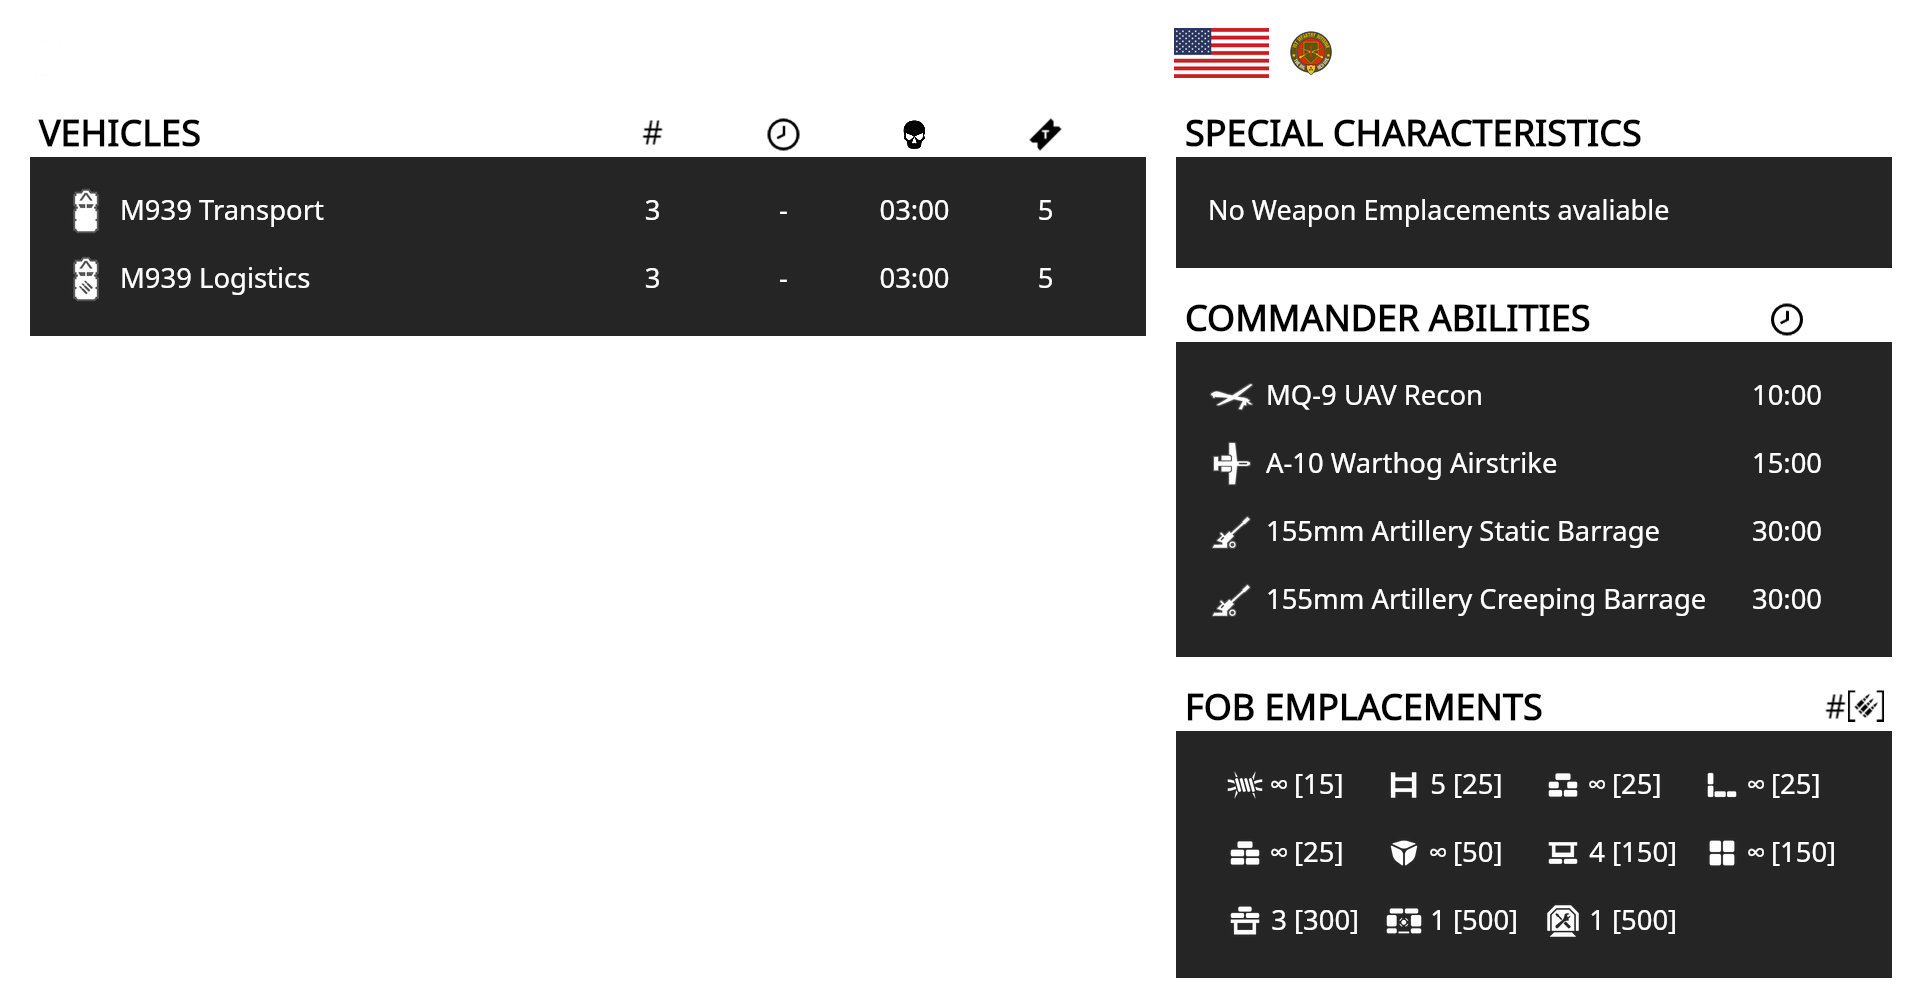 VEHICLES #
M939 Transport 3 - 03:00 5
M939 Logistics 3 - 03:00 5
SPECIAL CHARACTERISTICS
No Weapon Emplacements avaliable
COMMANDER ABILITIES
MQ-9 UAV Recon 10:00
A-10 Warthog Airstrike 15:00
155mm Artillery Static Barrage 30:00
155mm Artillery Creeping Barrage 30:00
FOB EMPLACEMENTS #[ ]
∞ [15] 5 [25] ∞ [25] ∞ [25]
∞ [25] ∞ [50] 4 [150] ∞ [150]
3 [300] 1 [500] 1 [500]